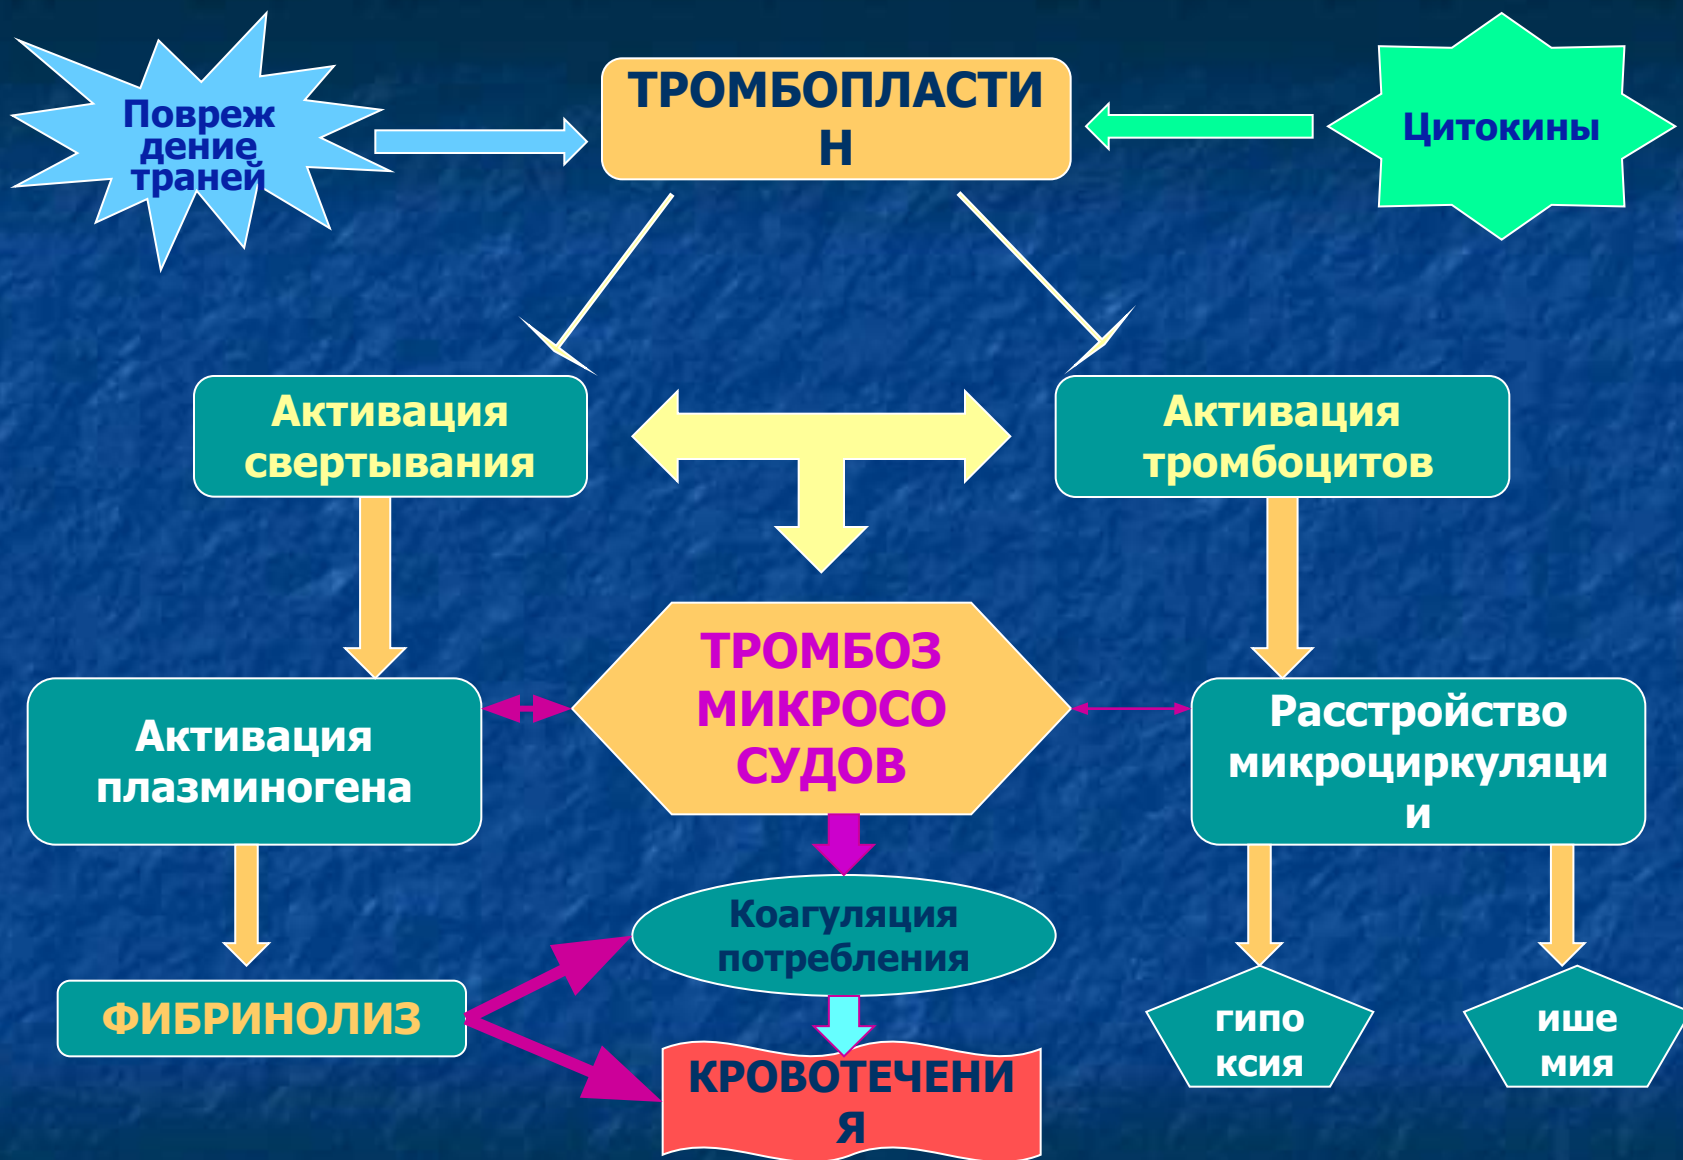 Повреж
дение
траней
ТРОМБОПЛАСТИ
Н
Цитокины
Активация
свертывания
Активация
тромбоцитов
ТРОМБОЗ
МИКРОСО
СУДОВ
Активация
плазминогена
Расстройство
микроциркуляци
и
Коагуляция
потребления
ФИБРИНОЛИЗ
гипо
ксия
ише
мия
КРОВОТЕЧЕНИ
Я